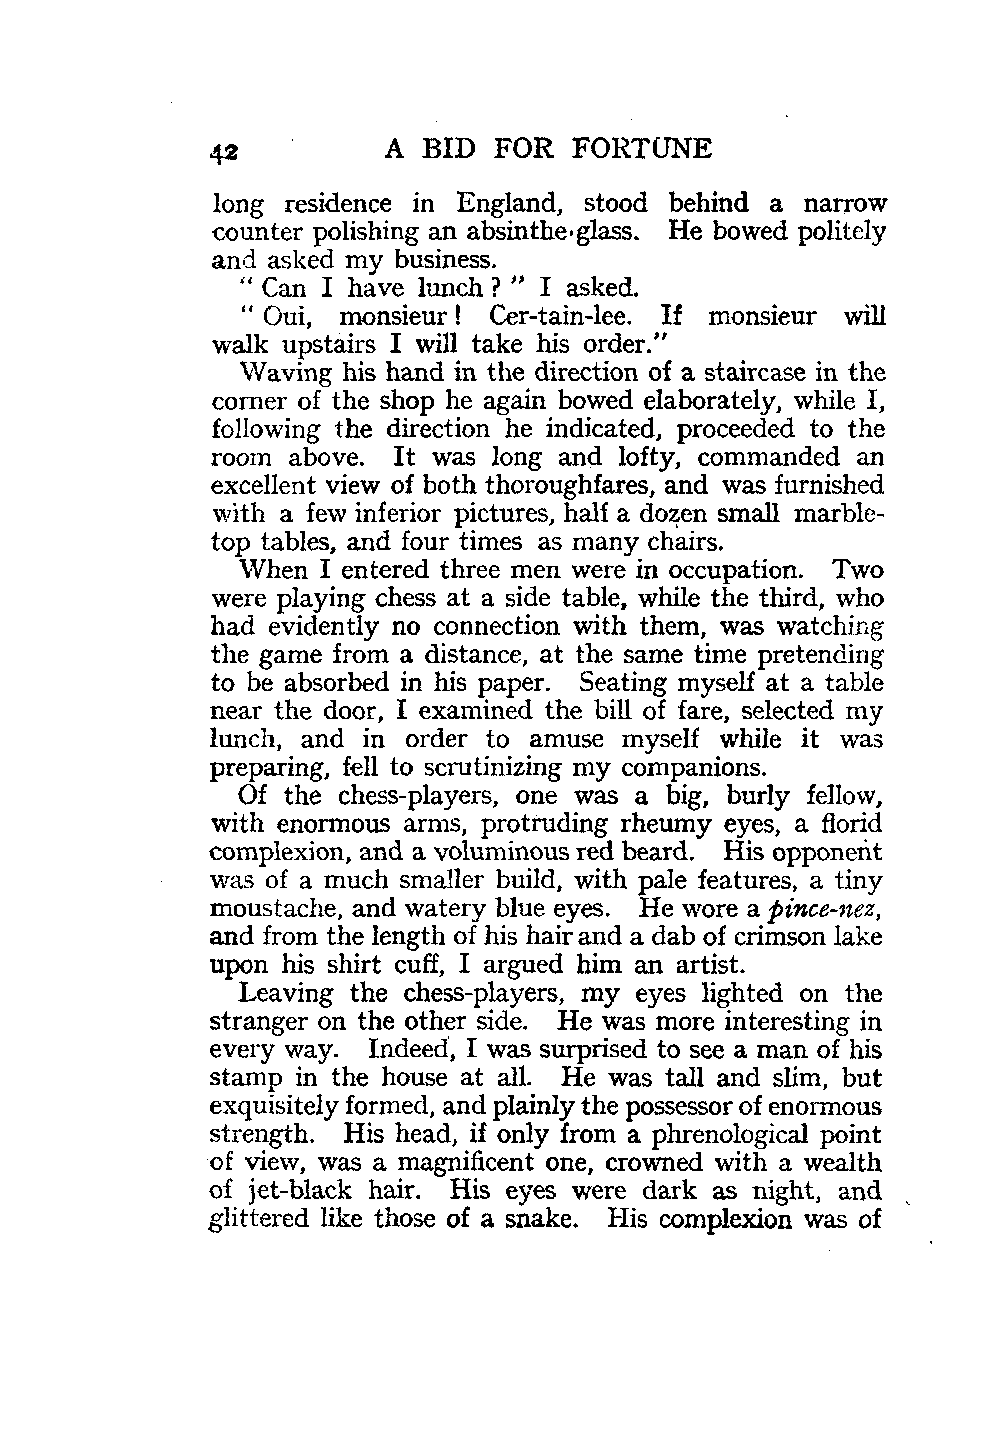 42 A BID FOR FORTUNE
long residence in England, stood behind a narrow
counter polishing an absinthe-glass. He bowed politely
and asked my business.
“ Can I have lunch ? ” I asked.
“ Oui, monsieur ! Cer-tain-lee. If monsieur will
walk upstairs I will take his order.”
Waving his hand in the direction of a staircase in the
corner of the shop he again bowed elaborately, while I,
following the direction he indicated, proceeded to the
room above. It was long and lofty, commanded an
excellent view of both thoroughfares, and was furnished
with a few inferior pictures, half a dozen small marble-
top tables, and four times as many chairs.
When I entered three men were in occupation. Two
were playing chess at a side table, while the third, who
had evidently no connection with them, was watching
the game from a distance, at the same time pretending
to be absorbed in his paper. Seating myself at a table
near the door, I examined the bill of fare, selected my
lunch, and in order to amuse myself while it was
preparing, fell to scrutinizing my companions.
Of the chess-players, one was a big, burly fellow,
with enormous arms, protruding rheumy eyes, a florid
complexion, and a voluminous red beard. His opponent
was of a much smaller build, with pale features, a tiny
moustache, and watery blue eyes. He wore a pince-nez,
and from the length of his hair and a dab of crimson lake
upon his shirt cuff, I argued him an artist.
Leaving the chess-players, my eyes lighted on the
stranger on the other side. He was more interesting in
every way. Indeed, I was surprised to see a man of his
stamp in the house at all. He was tall and slim, but
exquisitely formed, and plainly the possessor of enormous
strength. His head, if only from a phrenological point
of view, was a magnificent one, crowned with a wealth
of jet-black hair. His eyes were dark as night, and
glittered like those of a snake. His complexion was of